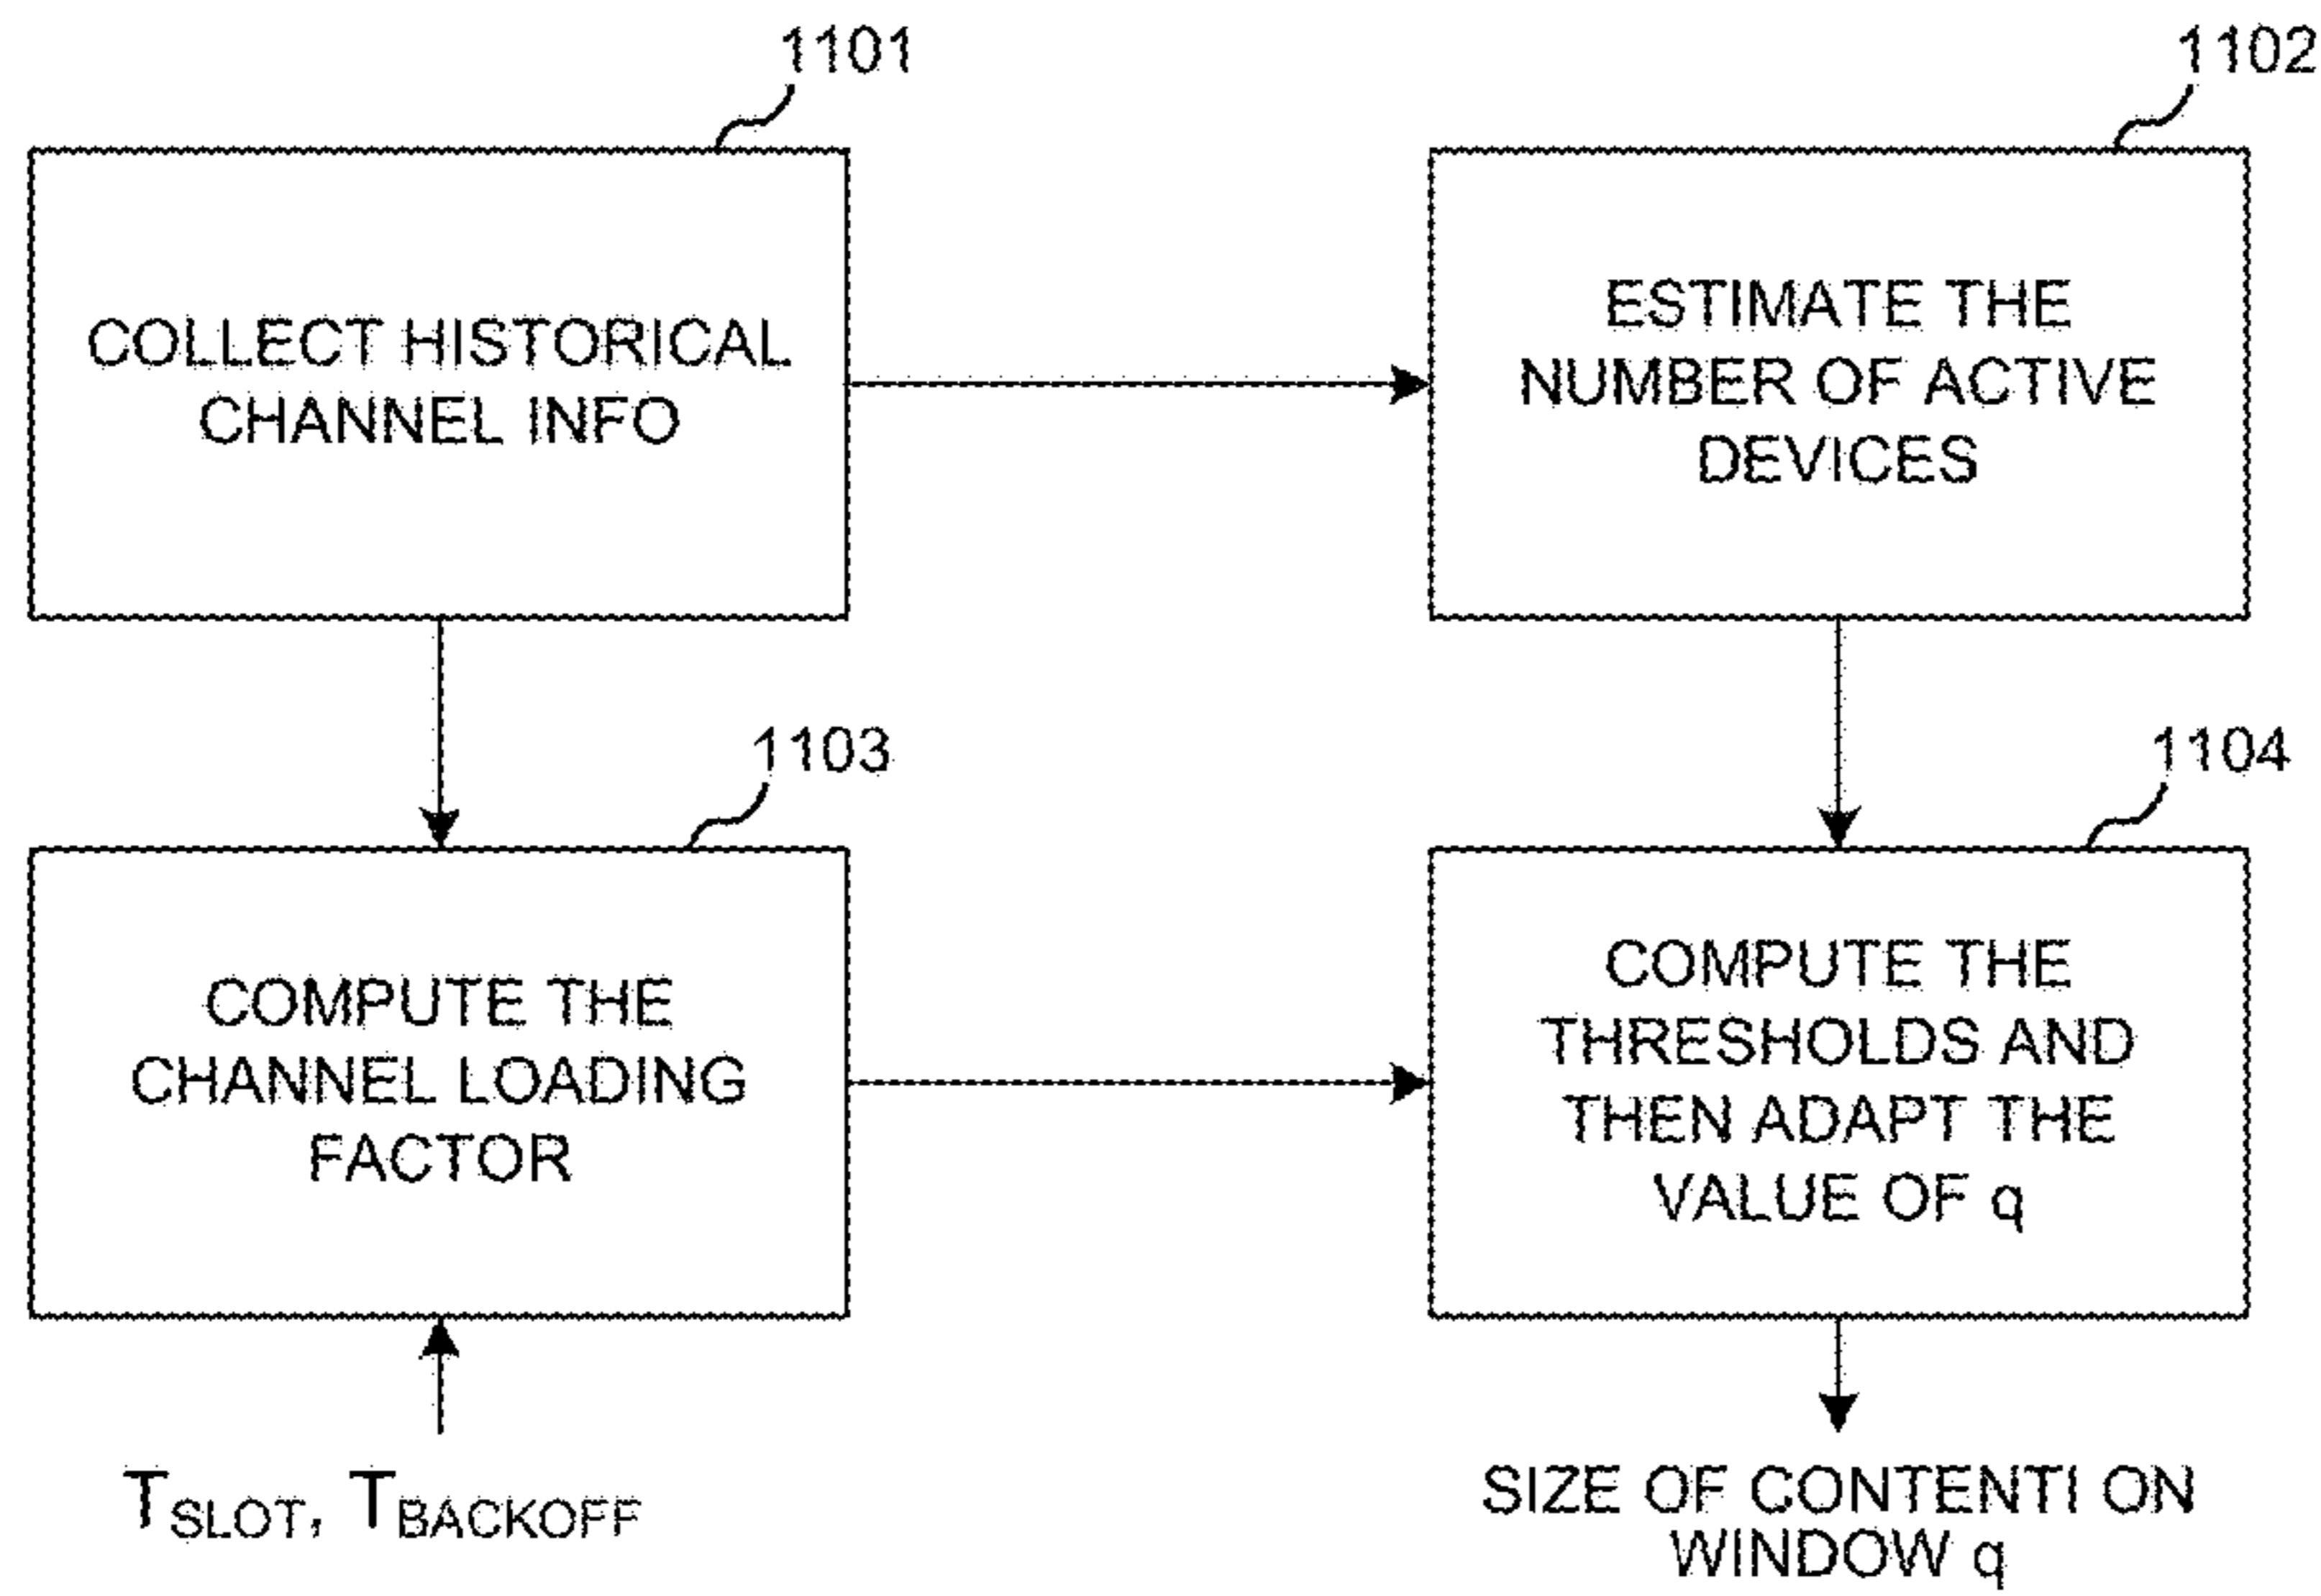 1101
1102
COLLECT HISTORICAL
CHANNEL INFO
ESTIMATE THE
NUMBER OF ACTIVE
DEVICES
1103
1104
COMPUTE THE
CHANNEL LOADING
FACTOR
COMPUTE THE
THRESHOLDS AND
THEN ADAPT THE
VALUE OF q
TSLOT, TBACKOFF
SIZE OF CONTENTI ON
WINDOW q